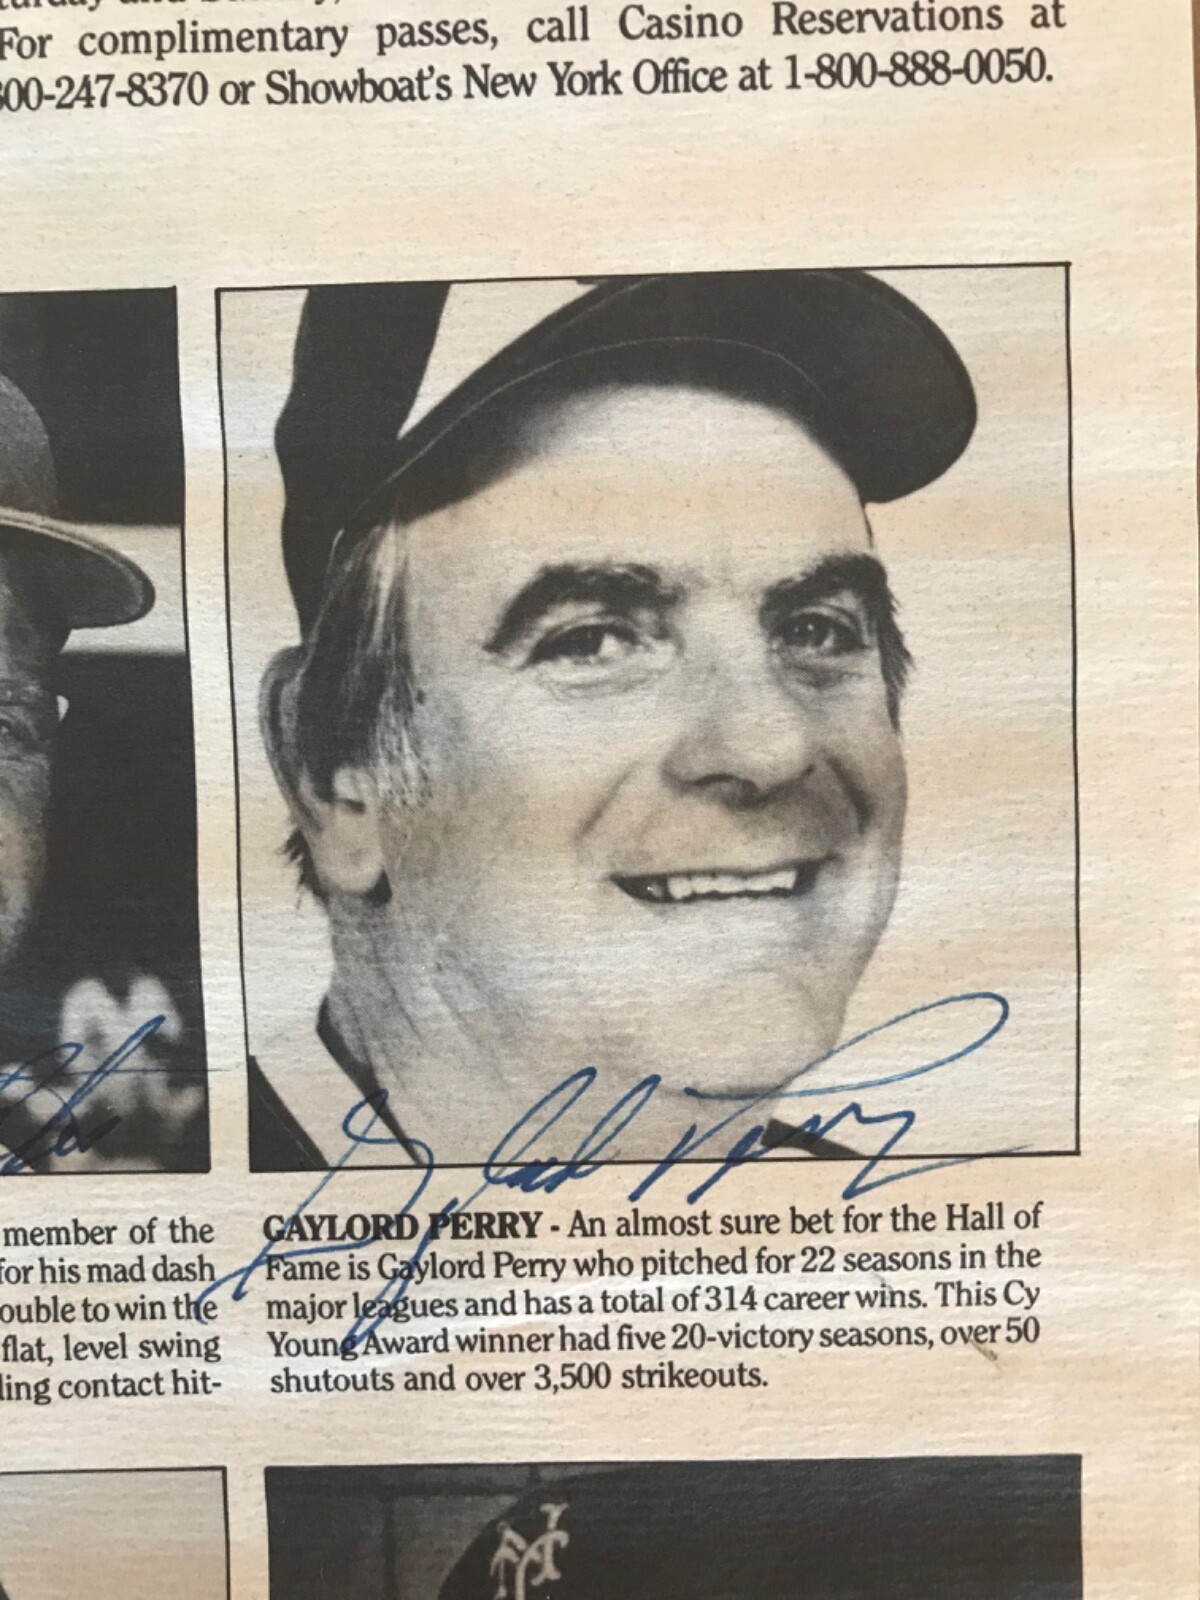 For complimentary passes, call Casino Reservations at
800-247-8370 or Showboat's New York Office at 1-800-888-0050.
Gaylord Perry
member of the
for his mad dash
ouble to win the
flat, level swing
ling contact hit-
GAYLORD PERRY - An almost sure bet for the Hall of
Fame is Gaylord Perry who pitched for 22 seasons in the
major leagues and has a total of 314 career wins. This Cy
Young Award winner had five 20-victory seasons, over 50
shutouts and over 3,500 strikeouts.
NY